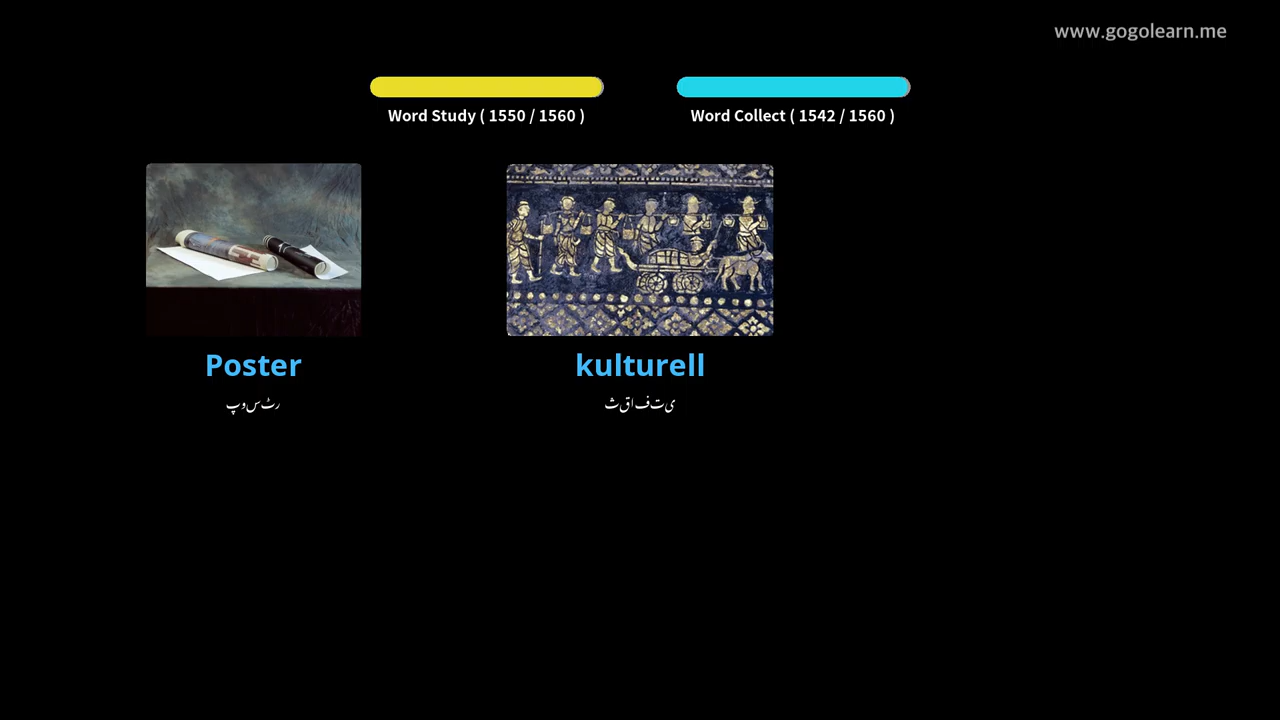 www.gogolearn.me
Word Study ( 1550 / 1560 )
Word Collect ( 1542 / 1560 )
Poster
رٹسوپ
kulturell
یتفاقث